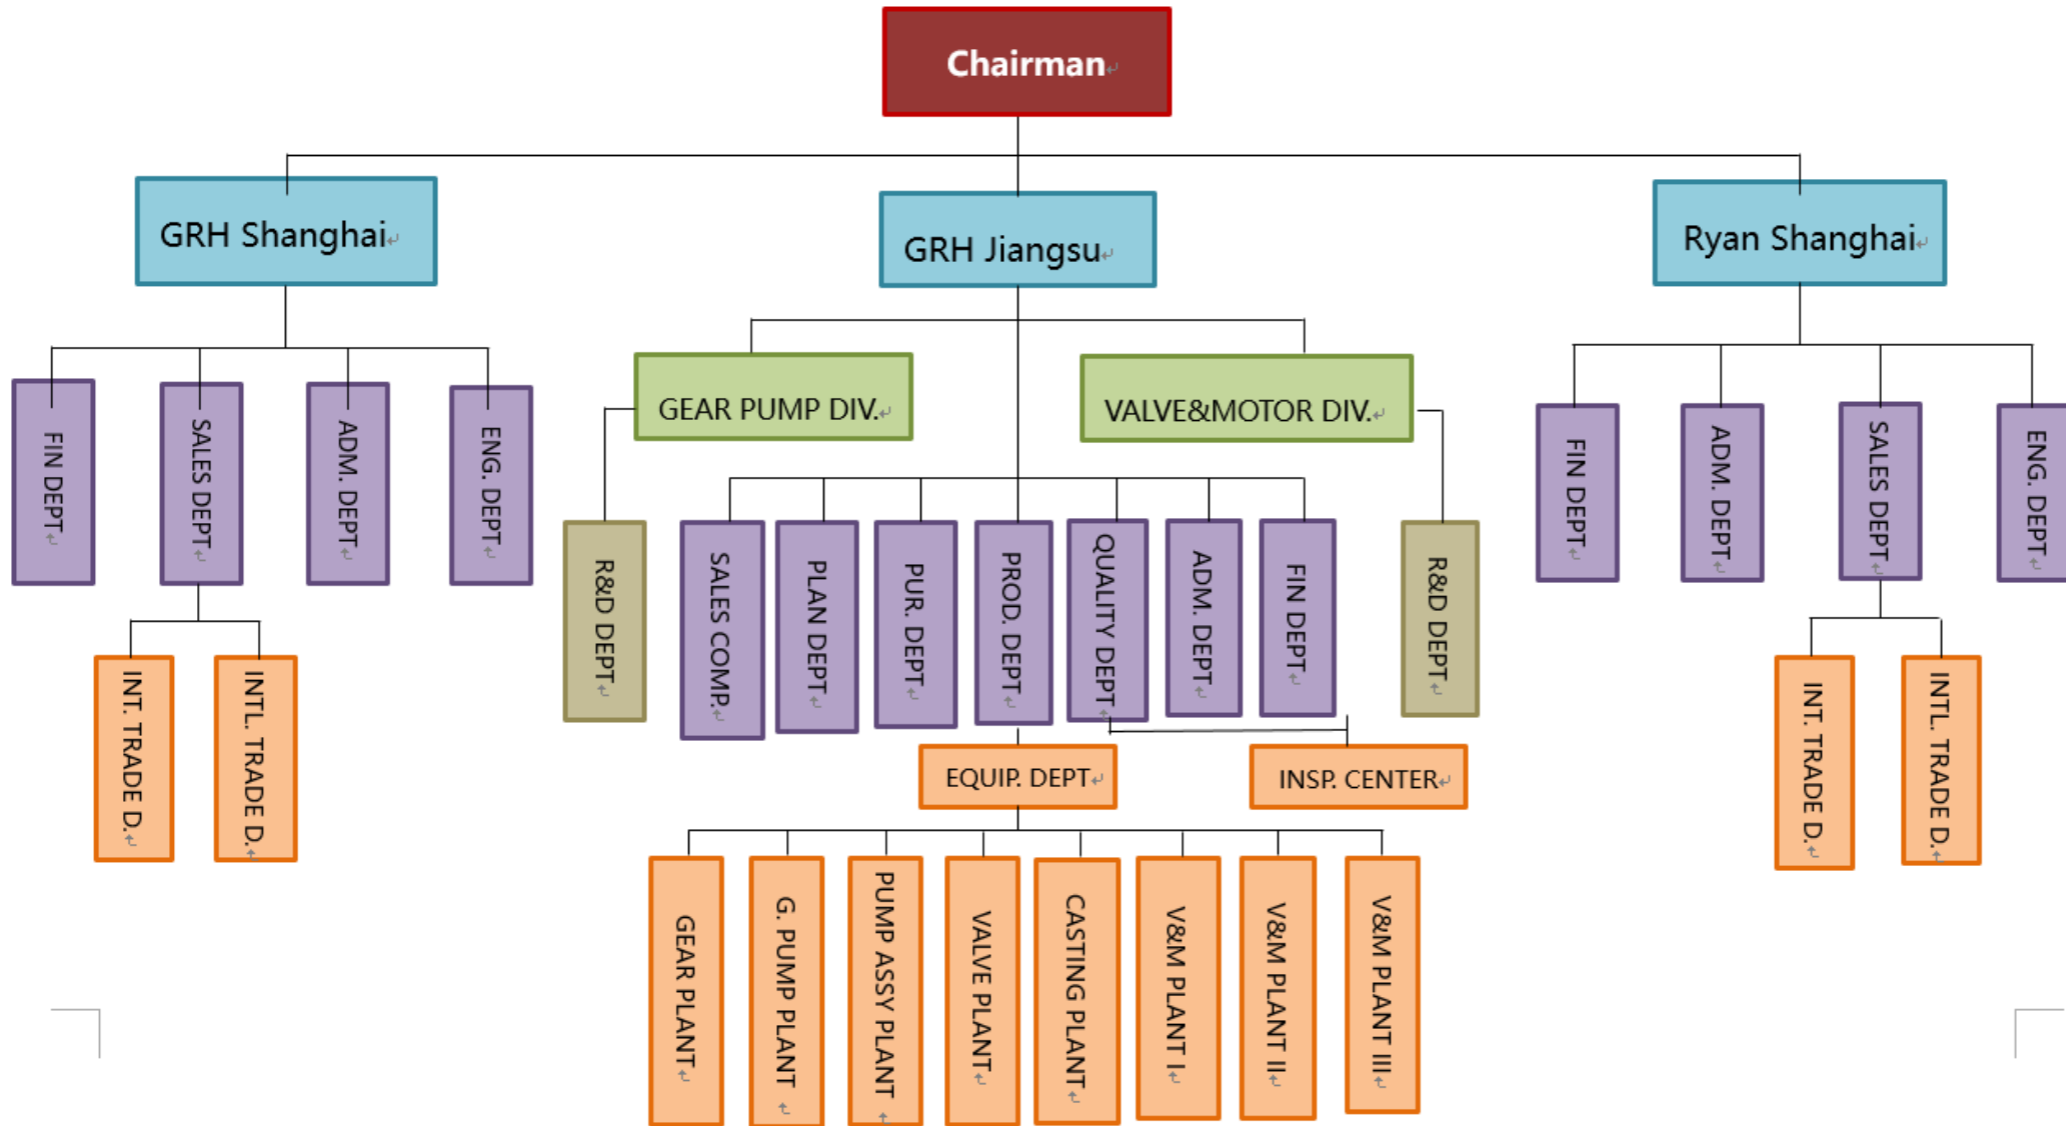 Chairman
GRH Shanghai
GRH Jiangsu
Ryan Shanghai
GEAR PUMP DIV.
VALVE&MOTOR DIV.
FIN DEPT
SALES DEPT
ADM. DEPT
ENG. DEPT
R&D DEPT
SALES COMP.
PLAN DEPT
PUR. DEPT
PROD. DEPT
QUALITY DEPT
ADM. DEPT
FIN DEPT
R&D DEPT
FIN DEPT
ADM. DEPT
SALES DEPT
ENG. DEPT
INT. TRADE D.
INTL. TRADE D.
EQUIP. DEPT
INSP. CENTER
INT. TRADE D.
INTL. TRADE D.
GEAR PLANT
G. PUMP PLANT
PUMP ASSY PLANT
VALVE PLANT
CASTING PLANT
V&M PLANT I
V&M PLANT II
V&M PLANT III